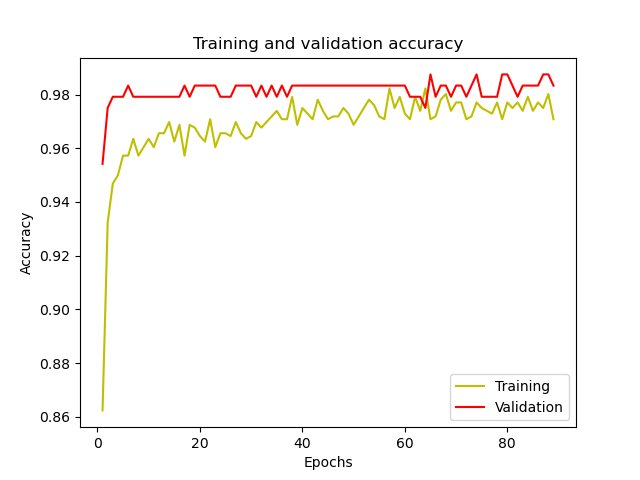 Training and validation accuracy
0.98
0.96
0.94
0.92
0.90
0.88
0.86
Accuracy
0
20
40
60
80
Epochs
Training
Validation